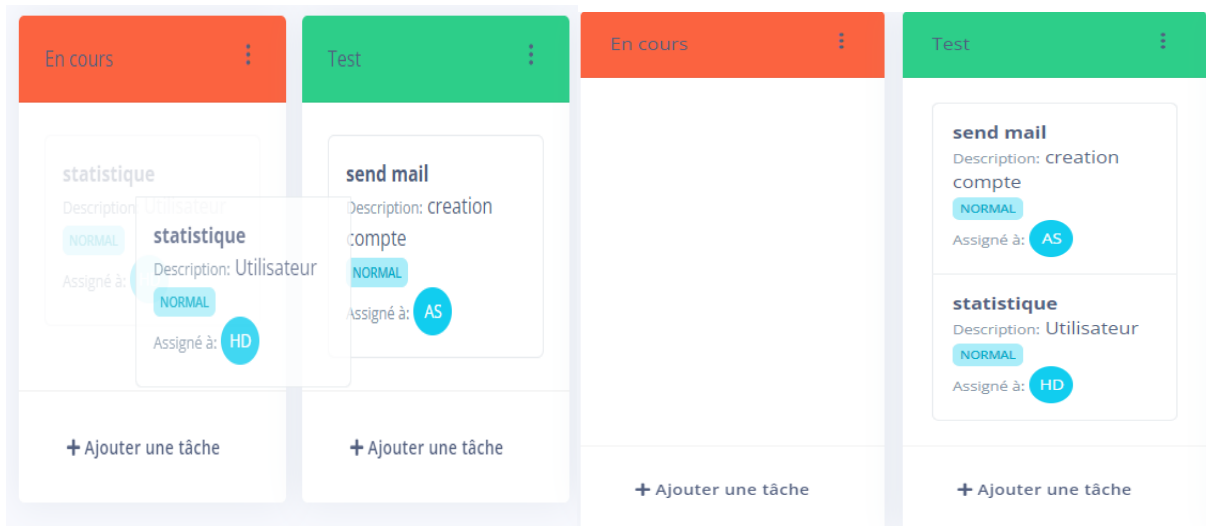 En cours
statistique
Description: Utilisateur
NORMAL
Assigné à:
statistique
Description: Utilisateur
NORMAL
Assigné à: HD
+ Ajouter une tâche
Test
send mail
Description: creation
compte
NORMAL
Assigné à: AS
+ Ajouter une tâche
En cours
+ Ajouter une tâche
Test
send mail
Description: creation
compte
NORMAL
Assigné à: AS
statistique
Description: Utilisateur
NORMAL
Assigné à: HD
+ Ajouter une tâche